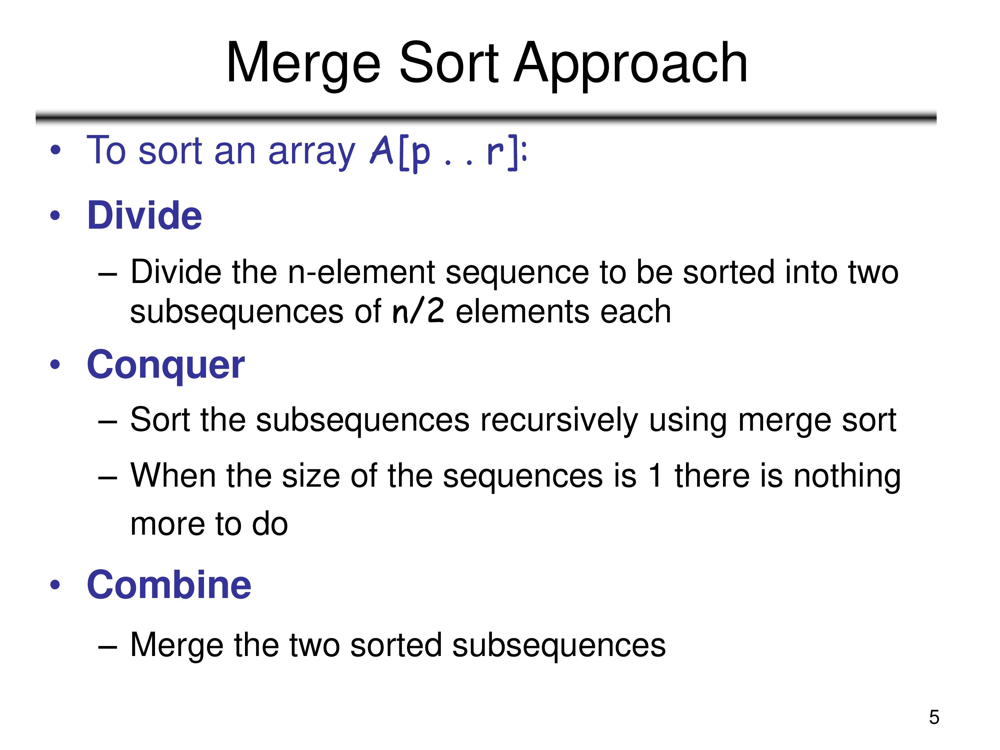 Merge Sort Approach
• To sort an array A[p . . r]:
• Divide
– Divide the n-element sequence to be sorted into two
subsequences of n/2 elements each
• Conquer
– Sort the subsequences recursively using merge sort
– When the size of the sequences is 1 there is nothing
more to do
• Combine
– Merge the two sorted subsequences
5